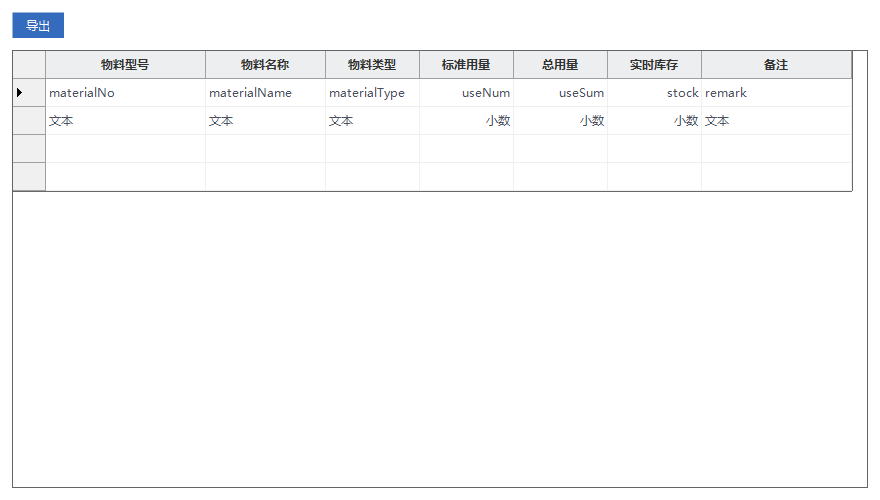 导出
物料型号 物料名称 物料类型 标准用量 总用量 实时库存 备注
materialNo materialName materialType useNum useSum stock remark
文本 文本 文本 小数 小数 小数 文本